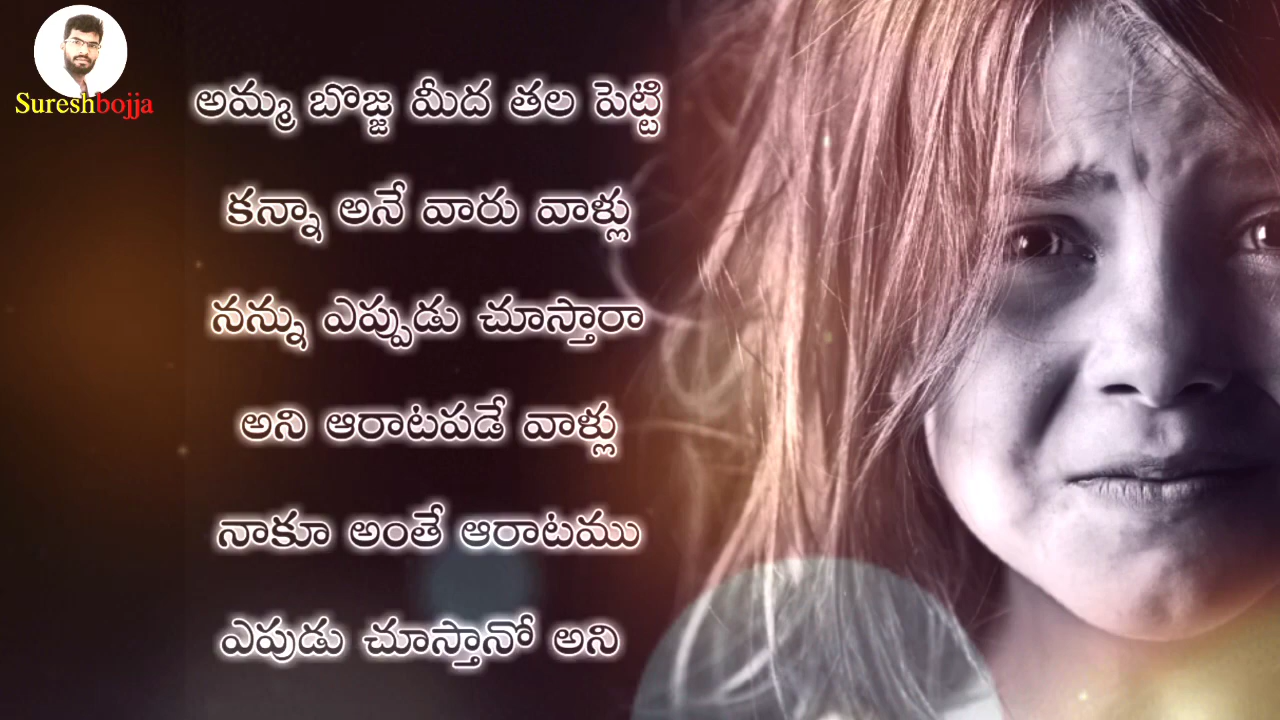 Sureshbojja
అమ్మ బొజ్జ మీద తల పెట్టి
కన్నా అనే వారు వాళ్లు
నన్ను ఎప్పుడు చూస్తారా
అని ఆరాటపడే వాళ్లు
నాకూ అంతే ఆరాటము
ఎపుడు చూస్తానో అని